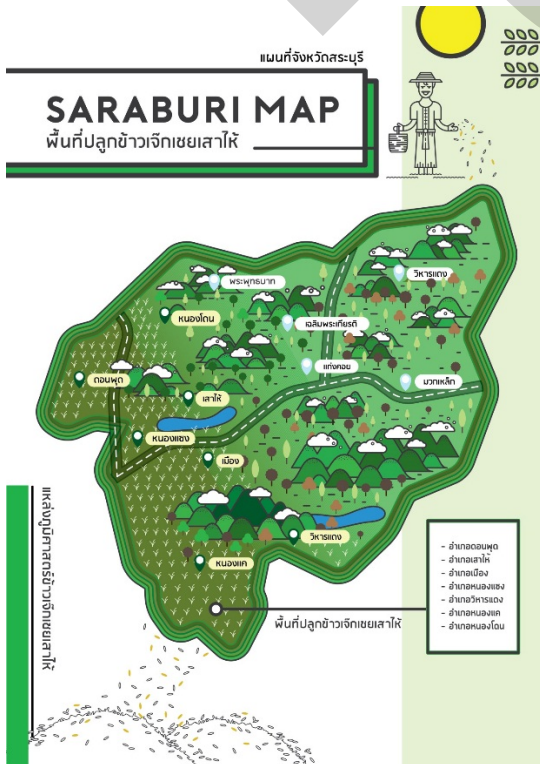 แผนที่จังหวัดสระบุรี
SARABURI MAP
พื้นที่ปลูกข้าวเจ๊กเชยเสาไห้
พระพุทธบาท
วิหารแดง
หนองโดน
เฉลิมพระเกียรติ
แก่งคอย
ดอนพุด
มวกเหล็ก
เสาไห้
หนองแซง
เมือง
วิหารแดง
หนองแค
แหล่งภูมิศาสตร์ข้าวเจ๊กเชยเสาไห้
พื้นที่ปลูกข้าวเจ๊กเชยเสาไห้
- อำเภอดอนพุด
- อำเภอเสาไห้
- อำเภอเมือง
- อำเภอหนองแซง
- อำเภอวิหารแดง
- อำเภอหนองแค
- อำเภอหนองโดน